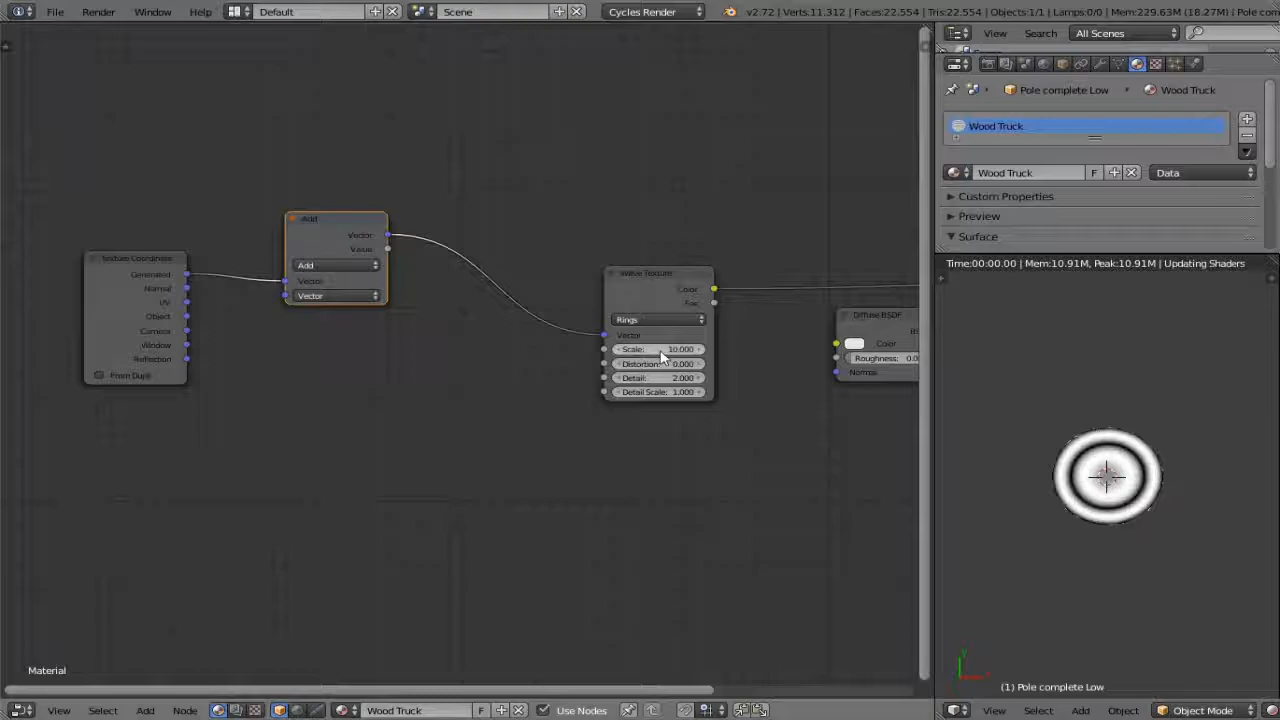 File Render Window Help Default Scene Cycles Render v2.72 | Verts:11.312 | Faces:22.554 | Tris:22.554 | Objects:1/1 | Lamps:0/0 | Mem:229.63M (18.27M) | Pole com
View Search All Scenes
Pole complete Low Wood Truck
Wood Truck
Wood Truck F Data
Custom Properties
Preview
Surface
Time:00:00.00 | Mem:10.91M, Peak:10.91M | Updating Shaders
Add
Vector
Value
Add
Vector
Vector
Texture Coordinate
Generated
Normal
UV
Object
Camera
Window
Reflection
From Dupli
Wave Texture
Color
Fac
Rings
Vector
Scale: 10.000
Distortion: 0.000
Detail: 2.000
Detail Scale: 1.000
Diffuse BSDF
BS
Color
Roughness: 0.0
Normal
Material
y
(1) Pole complete Low
View Select Add Node Wood Truck F Use Nodes
View Select Add Object Object Mode